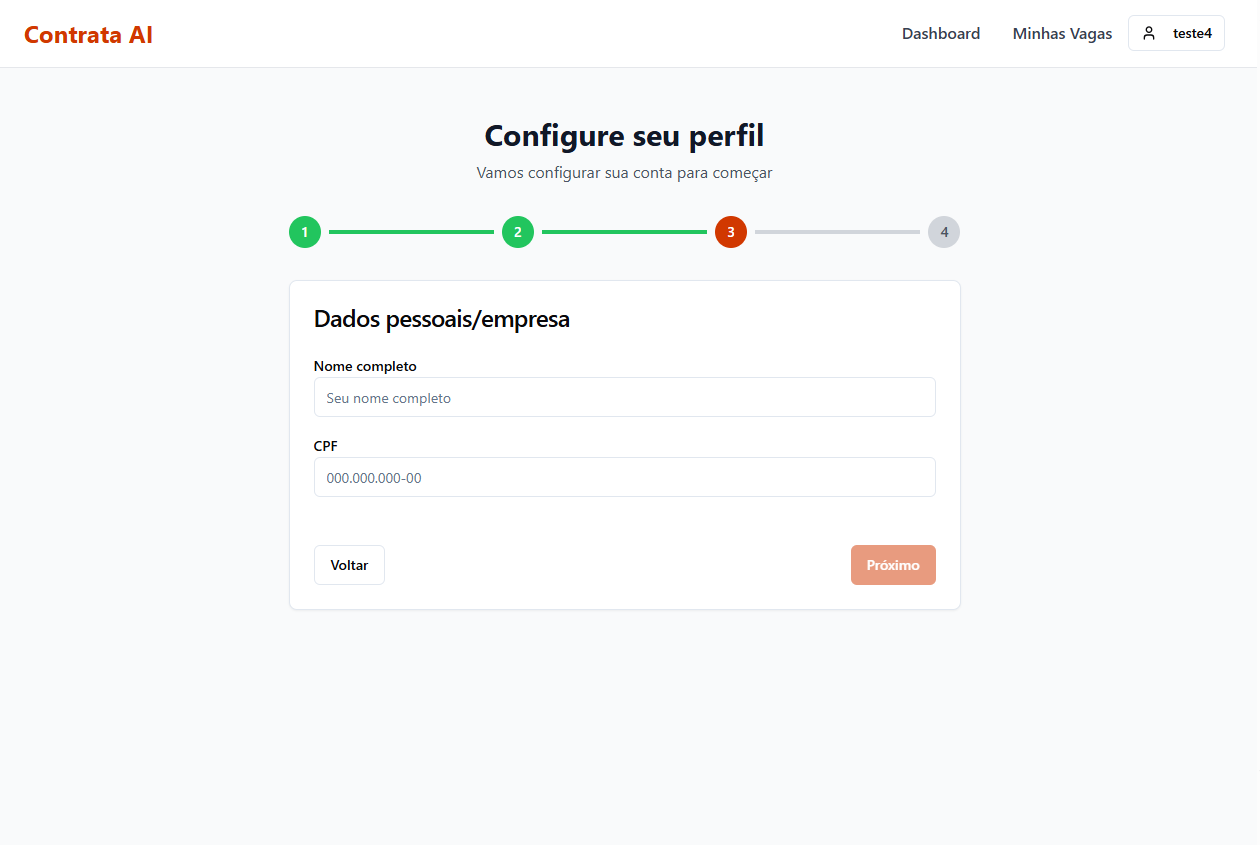 Contrata AI
Dashboard
Minhas Vagas
teste4
Configure seu perfil
Vamos configurar sua conta para começar
1
2
3
4
Dados pessoais/empresa
Nome completo
Seu nome completo
CPF
000.000.000-00
Voltar
Próximo